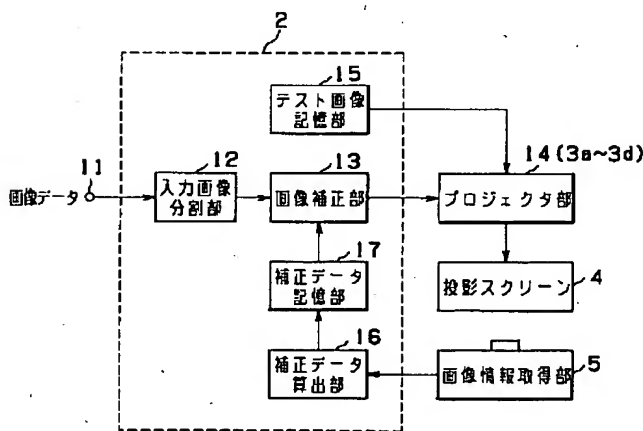 2
15
テスト画像
記憶部
12
13
14(3a~3d)
画像データ
11
入力画像
分割部
画像補正部
プロジェクタ部
17
補正データ
記憶部
投影スクリーン
4
16
補正データ
算出部
画像情報取得部
5